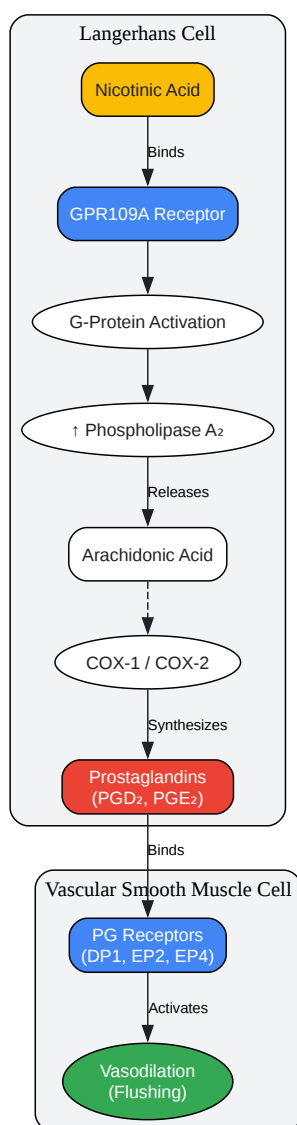 Langerhans Cell
Nicotinic Acid
Binds
GPR109A Receptor
G-Protein Activation
↑ Phospholipase A₂
Releases
Arachidonic Acid
COX-1 / COX-2
Synthesizes
Prostaglandins
(PGD₂, PGE₂)
Binds
Vascular Smooth Muscle Cell
PG Receptors
(DP1, EP2, EP4)
Activates
Vasodilation
(Flushing)